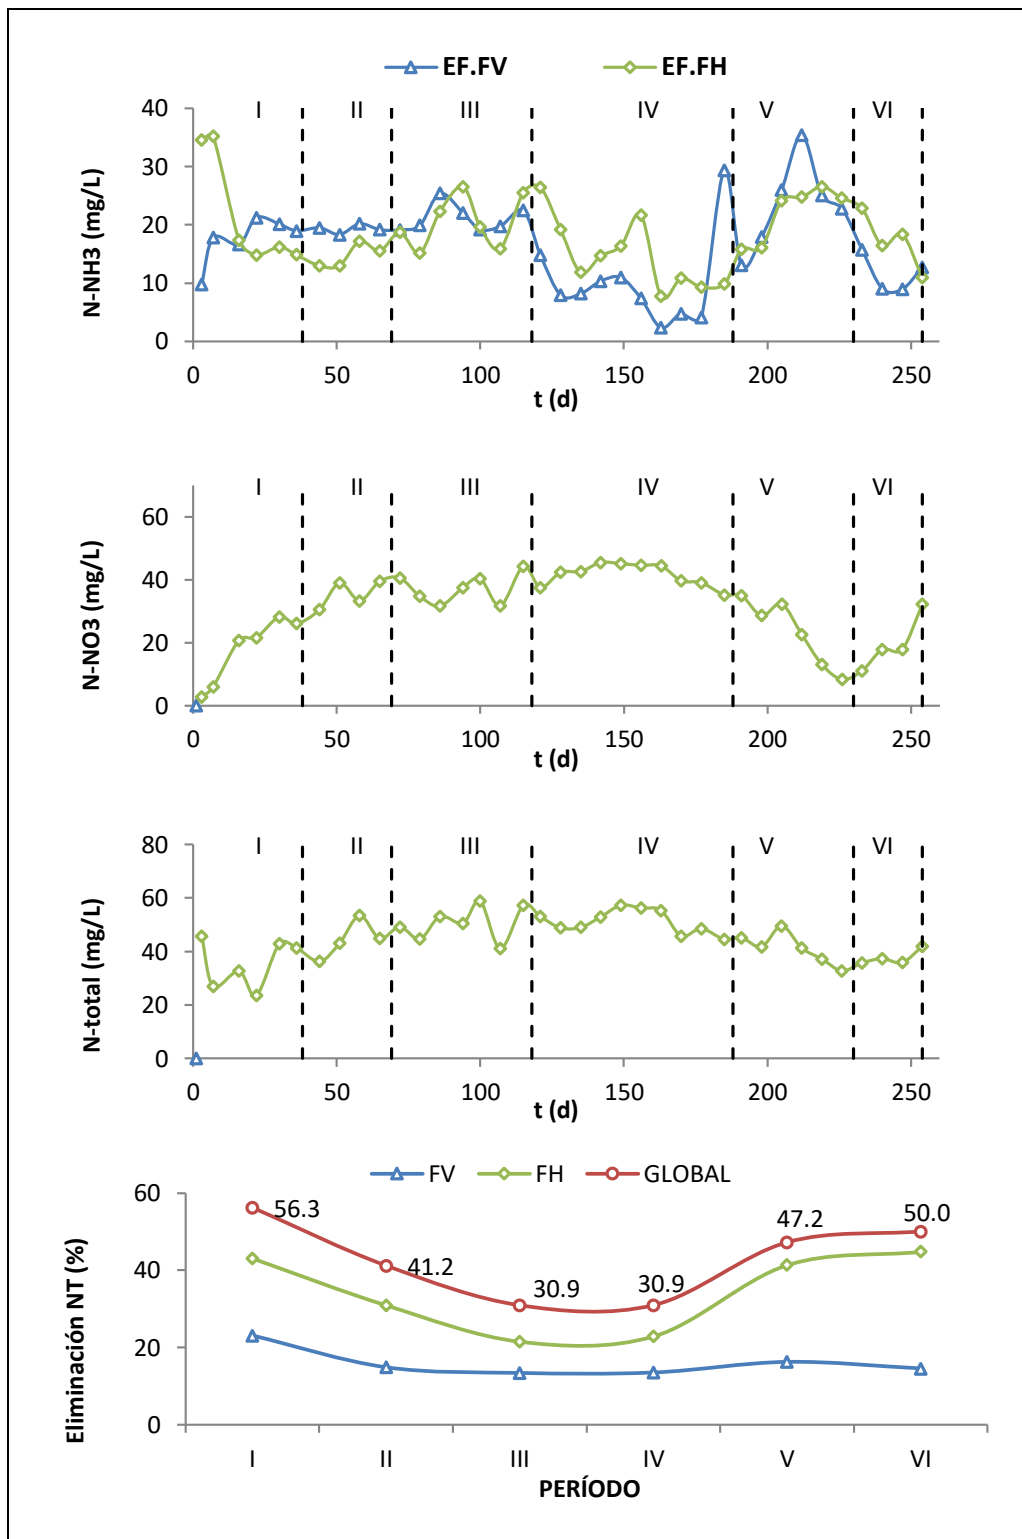 EF.FV EF.FH
I II III IV V VI
40
30
20
10
0
N-NH3 (mg/L)
0 50 100 150 200 250
t (d)
I II III IV V VI
60
40
20
0
N-NO3 (mg/L)
0 50 100 150 200 250
t (d)
I II III IV V VI
80
60
40
20
0
N-total (mg/L)
0 50 100 150 200 250
t (d)
FV FH GLOBAL
60
40
20
0
Eliminación NT (%)
56.3 41.2 30.9 30.9 47.2 50.0
I II III IV V VI
PERÍODO